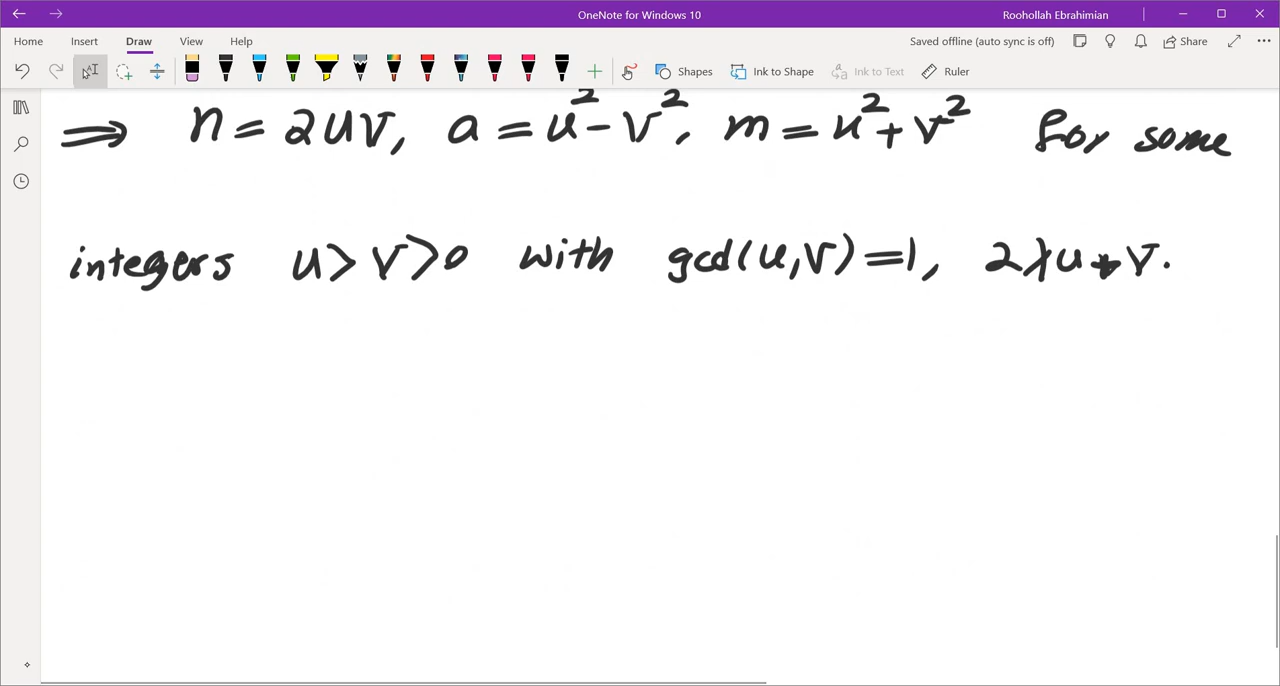 OneNote for Windows 10
Roohollah Ebrahimian
Home Insert Draw View Help
Saved offline (auto sync is off)
Share
Shapes
Ink to Shape
Ink to Text
Ruler
⟹ n = 2uv, a = u² − v², m = u² + v² for some
integers u > v > 0 with gcd(u,v) = 1, 2 ∤ u + v.